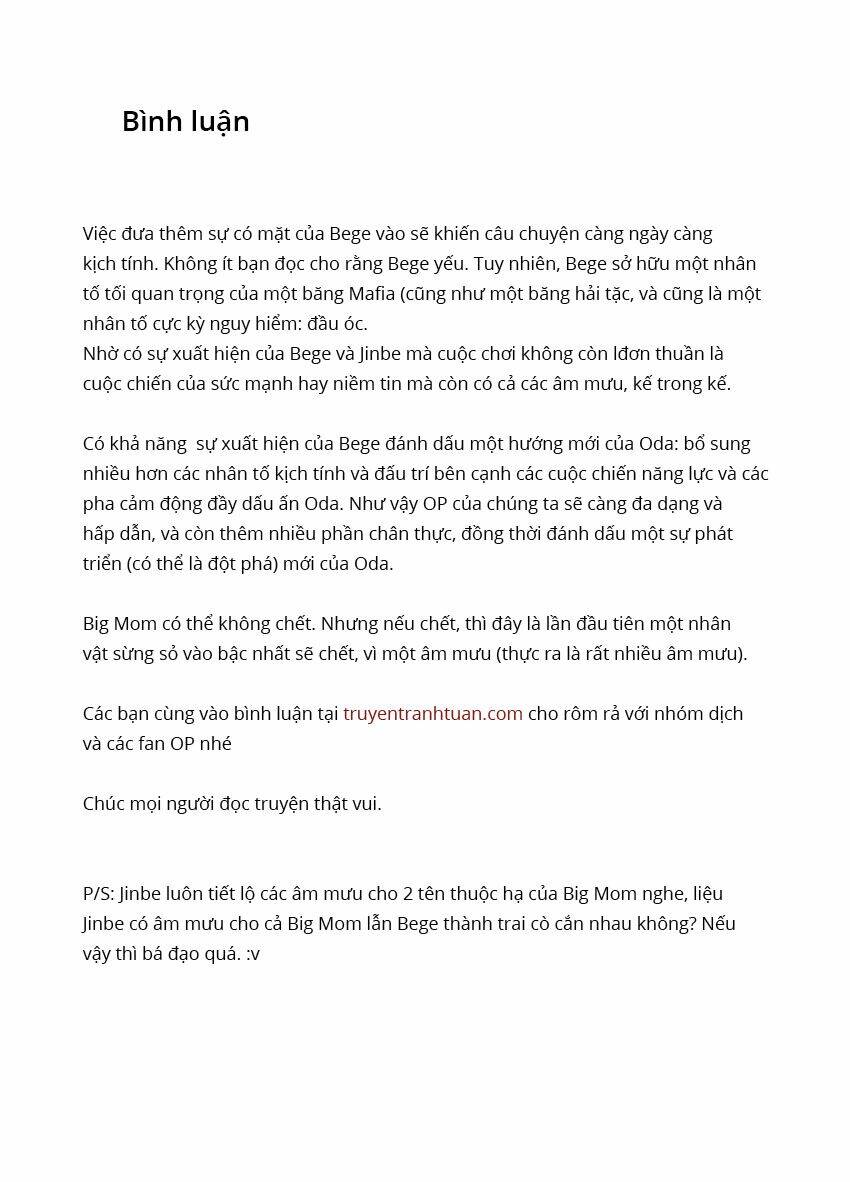 Bình luận
Việc đưa thêm sự có mặt của Bege vào sẽ khiến câu chuyện càng ngày càng
kịch tính. Không ít bạn đọc cho rằng Bege yếu. Tuy nhiên, Bege sở hữu một nhân
tố tối quan trọng của một băng Mafia (cũng như một băng hải tặc, và cũng là một
nhân tố cực kỳ nguy hiểm: đầu óc.
Nhờ có sự xuất hiện của Bege và Jinbe mà cuộc chơi không còn lđơn thuần là
cuộc chiến của sức mạnh hay niềm tin mà còn có cả các âm mưu, kế trong kế.
Có khả năng  sự xuất hiện của Bege đánh dấu một hướng mới của Oda: bổ sung
nhiều hơn các nhân tố kịch tính và đấu trí bên cạnh các cuộc chiến năng lực và các
pha cảm động đầy dấu ấn Oda. Như vậy OP của chúng ta sẽ càng đa dạng và
hấp dẫn, và còn thêm nhiều phần chân thực, đồng thời đánh dấu một sự phát
triển (có thể là đột phá) mới của Oda.
Big Mom có thể không chết. Nhưng nếu chết, thì đây là lần đầu tiên một nhân
vật sừng sỏ vào bậc nhất sẽ chết, vì một âm mưu (thực ra là rất nhiều âm mưu).
Các bạn cùng vào bình luận tại truyentranhtuan.com cho rôm rả với nhóm dịch
và các fan OP nhé
Chúc mọi người đọc truyện thật vui.
P/S: Jinbe luôn tiết lộ các âm mưu cho 2 tên thuộc hạ của Big Mom nghe, liệu
Jinbe có âm mưu cho cả Big Mom lẫn Bege thành trai cò cắn nhau không? Nếu
vậy thì bá đạo quá. :v